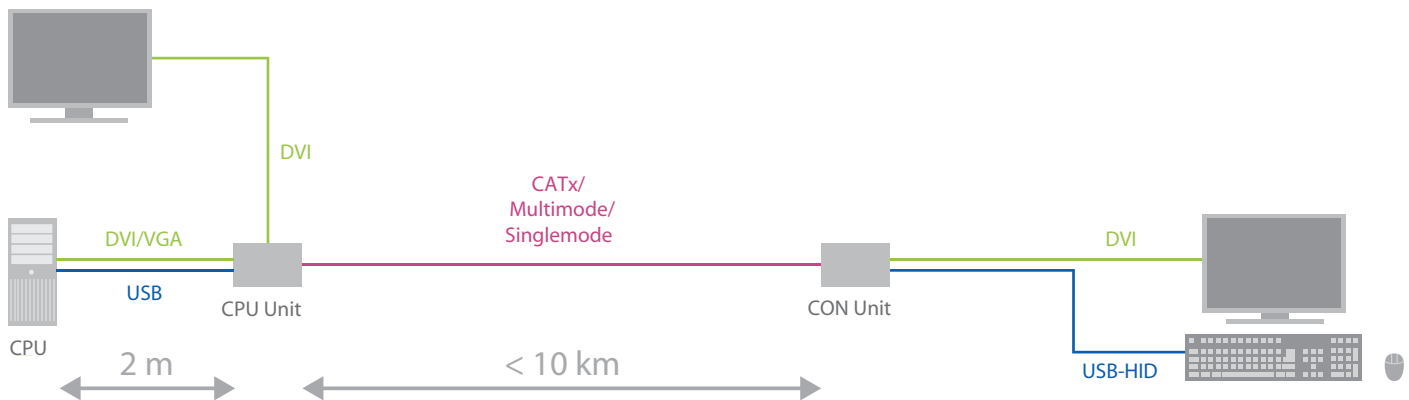 DVI
CATx/
Multimode/
Singlemode
DVI/VGA
DVI
USB
CPU Unit
CON Unit
CPU
2 m
< 10 km
USB-HID